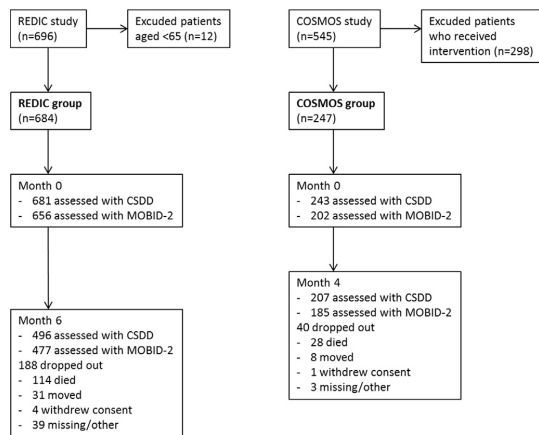 REDIC study
(n=696)
Excuded patients
aged <65 (n=12)
REDIC group
(n=684)
Month 0
- 681 assessed with CSDD
- 656 assessed with MOBID-2
Month 6
- 496 assessed with CSDD
- 477 assessed with MOBID-2
188 dropped out
- 114 died
- 31 moved
- 4 withdrew consent
- 39 missing/other
COSMOS study
(n=545)
Excuded patients
who received
intervention (n=298)
COSMOS group
(n=247)
Month 0
- 243 assessed with CSDD
- 202 assessed with MOBID-2
Month 4
- 207 assessed with CSDD
- 185 assessed with MOBID-2
40 dropped out
- 28 died
- 8 moved
- 1 withdrew consent
- 3 missing/other